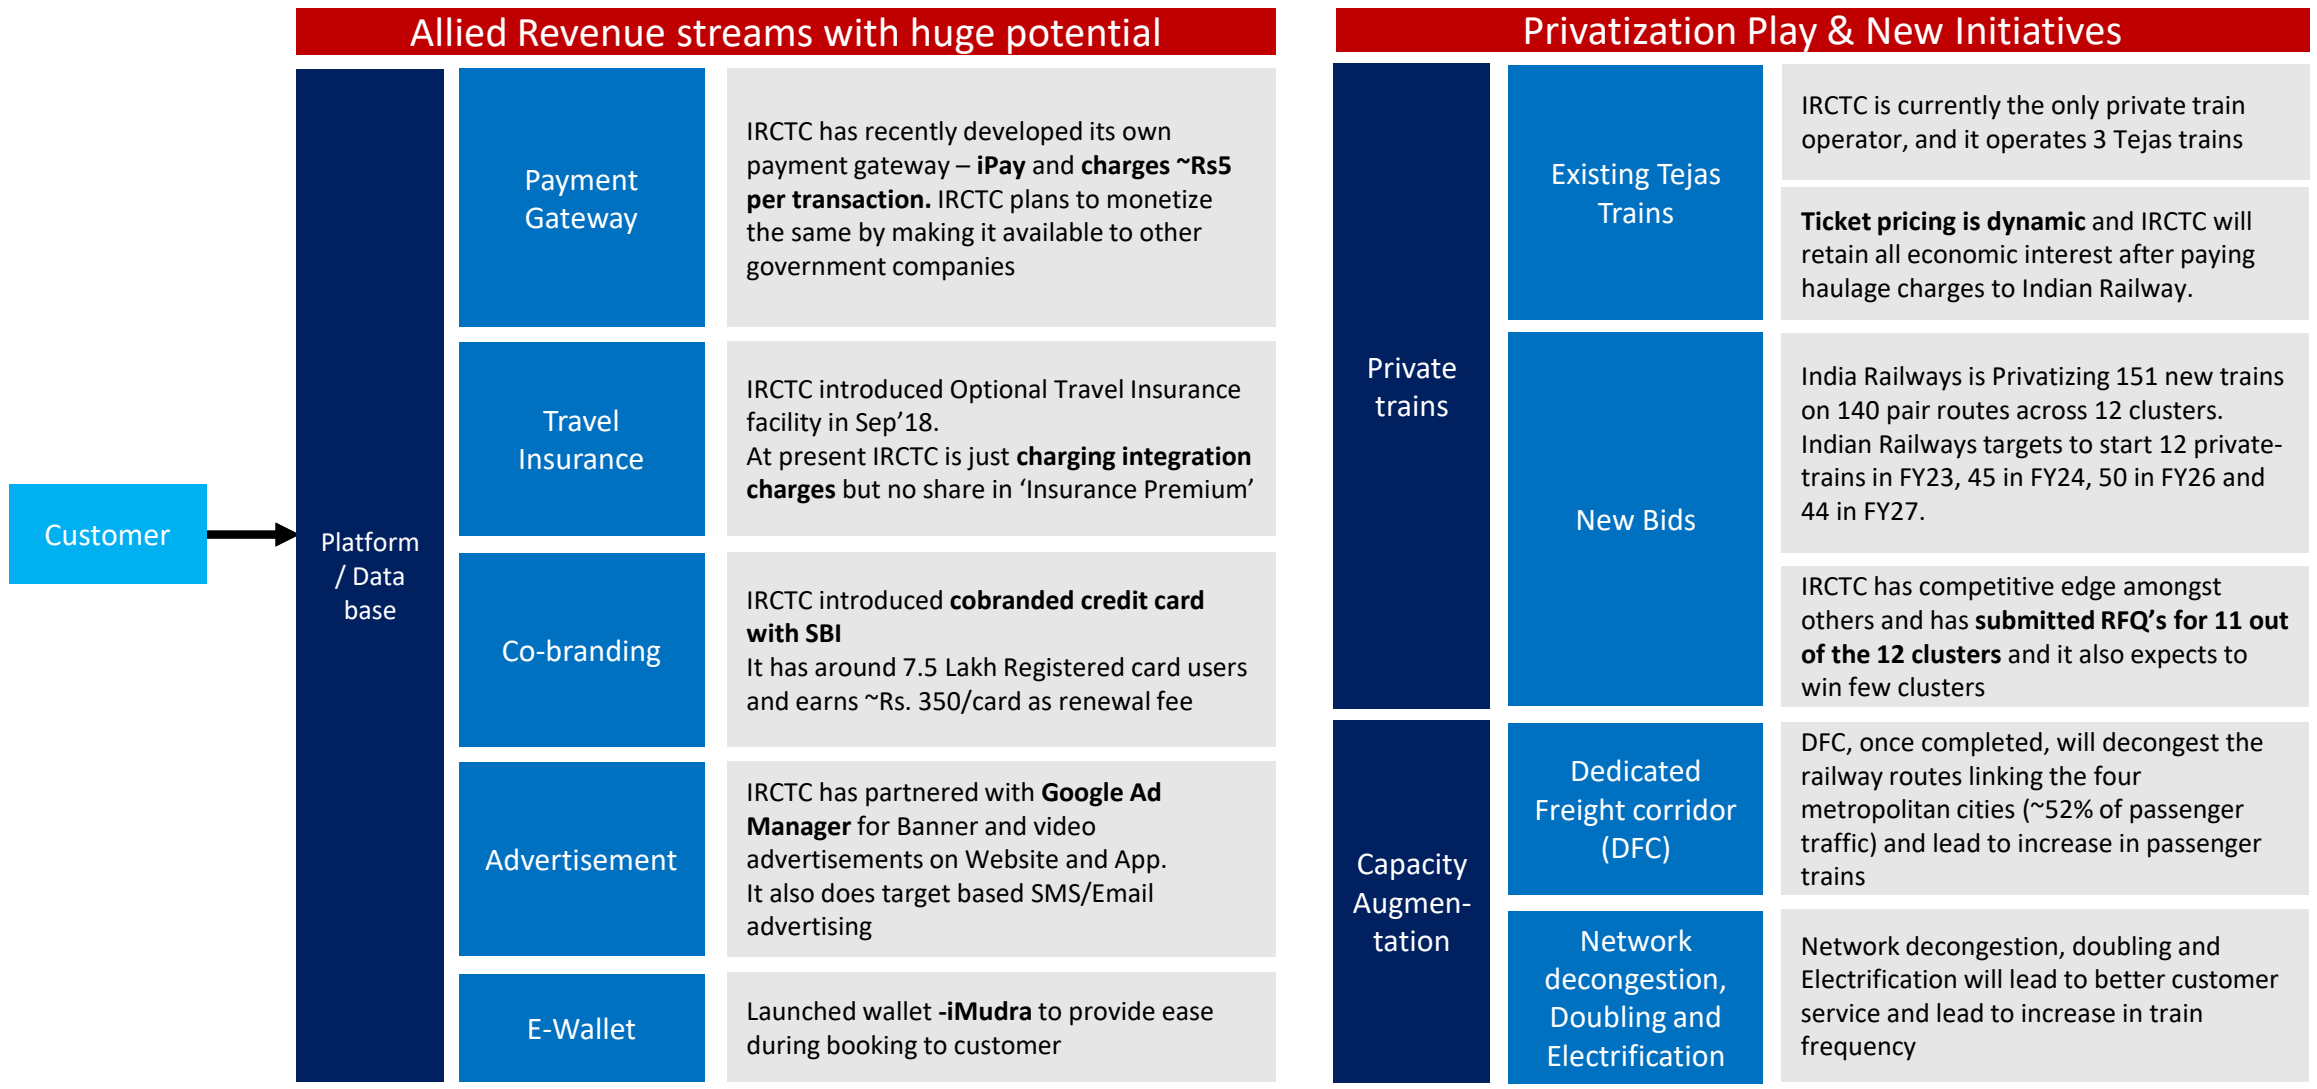 Allied Revenue streams with huge potential
Customer
Platform
/ Data
base
Payment
Gateway
IRCTC has recently developed its own
payment gateway – iPay and charges ~Rs5
per transaction. IRCTC plans to monetize
the same by making it available to other
government companies
Travel
Insurance
IRCTC introduced Optional Travel Insurance
facility in Sep’18.
At present IRCTC is just charging integration
charges but no share in ‘Insurance Premium’
Co-branding
IRCTC introduced cobranded credit card
with SBI
It has around 7.5 Lakh Registered card users
and earns ~Rs. 350/card as renewal fee
Advertisement
IRCTC has partnered with Google Ad
Manager for Banner and video
advertisements on Website and App.
It also does target based SMS/Email
advertising
E-Wallet
Launched wallet -iMudra to provide ease
during booking to customer
Privatization Play & New Initiatives
Private
trains
Existing Tejas
Trains
IRCTC is currently the only private train
operator, and it operates 3 Tejas trains
Ticket pricing is dynamic and IRCTC will
retain all economic interest after paying
haulage charges to Indian Railway.
New Bids
India Railways is Privatizing 151 new trains
on 140 pair routes across 12 clusters.
Indian Railways targets to start 12 private-
trains in FY23, 45 in FY24, 50 in FY26 and
44 in FY27.
IRCTC has competitive edge amongst
others and has submitted RFQ’s for 11 out
of the 12 clusters and it also expects to
win few clusters
Capacity
Augmen-
tation
Dedicated
Freight corridor
(DFC)
DFC, once completed, will decongest the
railway routes linking the four
metropolitan cities (~52% of passenger
traffic) and lead to increase in passenger
trains
Network
decongestion,
Doubling and
Electrification
Network decongestion, doubling and
Electrification will lead to better customer
service and lead to increase in train
frequency